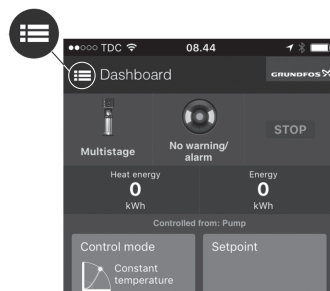 TDC 08.44
Dashboard GRUNDFOS
STOP
Multistage No warning/
alarm
Heat energy Energy
0 0
kWh kWh
Controlled from: Pump
Control mode Setpoint
Constant
temperature